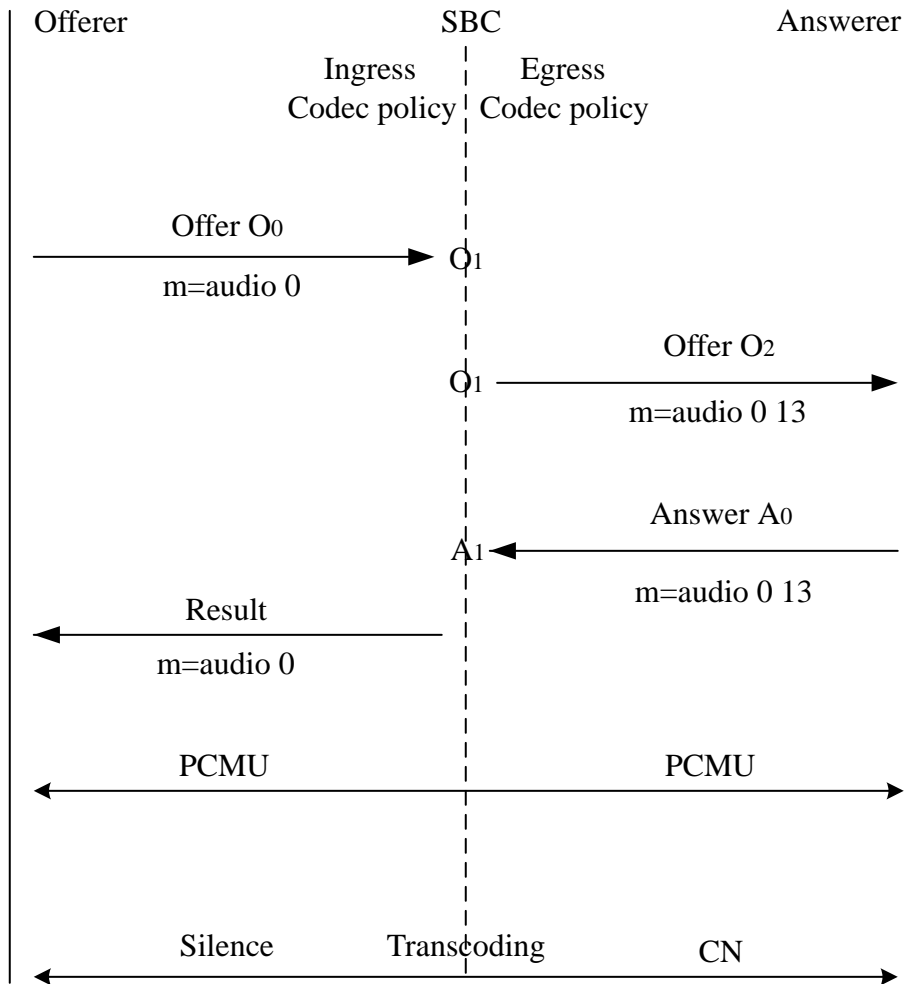 Offerer SBC Answerer
Ingress Egress
Codec policy Codec policy
Offer O0
O1
m=audio 0
Offer O2
O1
m=audio 0 13
Answer A0
A1
m=audio 0 13
Result
m=audio 0
PCMU PCMU
Silence Transcoding CN